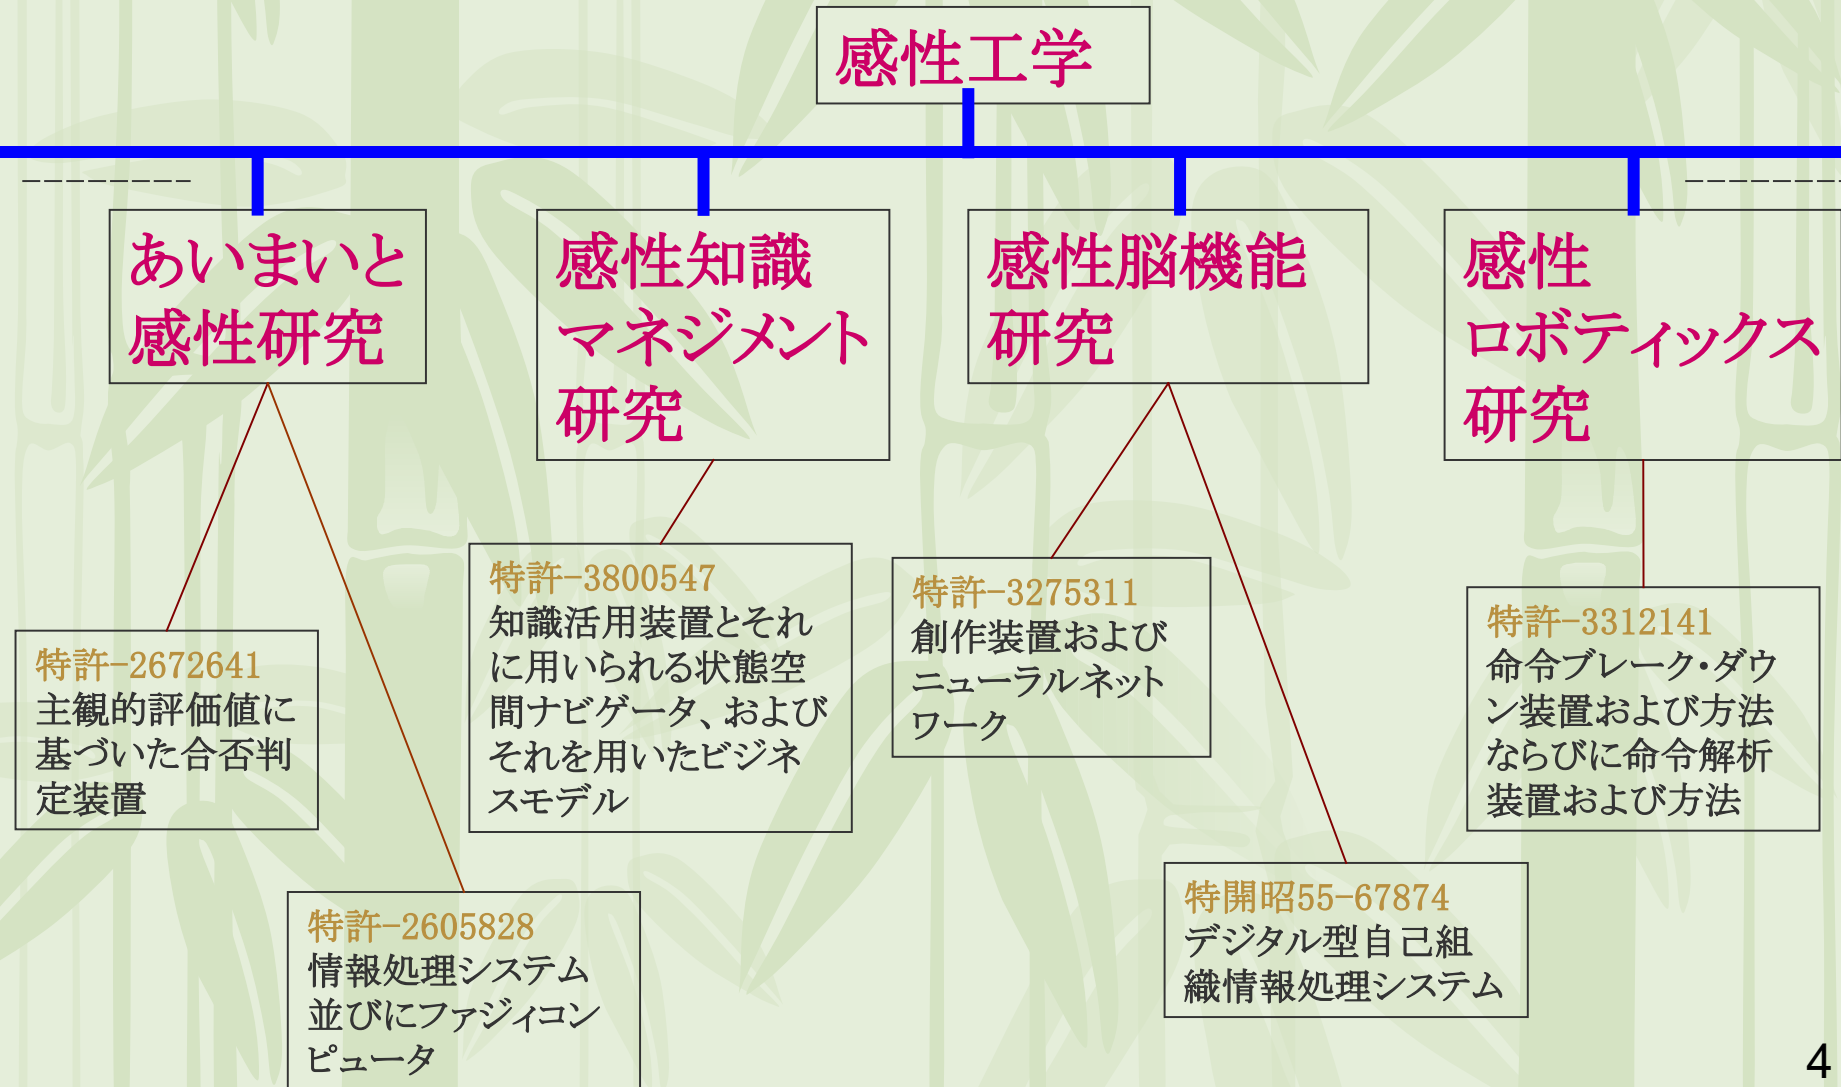 感性工学
あいまいと
感性研究
感性知識
マネジメント
研究
感性脳機能
研究
感性
ロボティックス
研究
特許-2672641
主観的評価値に
基づいた合否判
定装置
特許-2605828
情報処理システム
並びにファジィコン
ピュータ
特許-3800547
知識活用装置とそれ
に用いられる状態空
間ナビゲータ、および
それを用いたビジネ
スモデル
特許-3275311
創作装置および
ニューラルネット
ワーク
特開昭55-67874
デジタル型自己組
織情報処理システム
特許-3312141
命令ブレーク・ダウ
ン装置および方法
ならびに命令解析
装置および方法
4